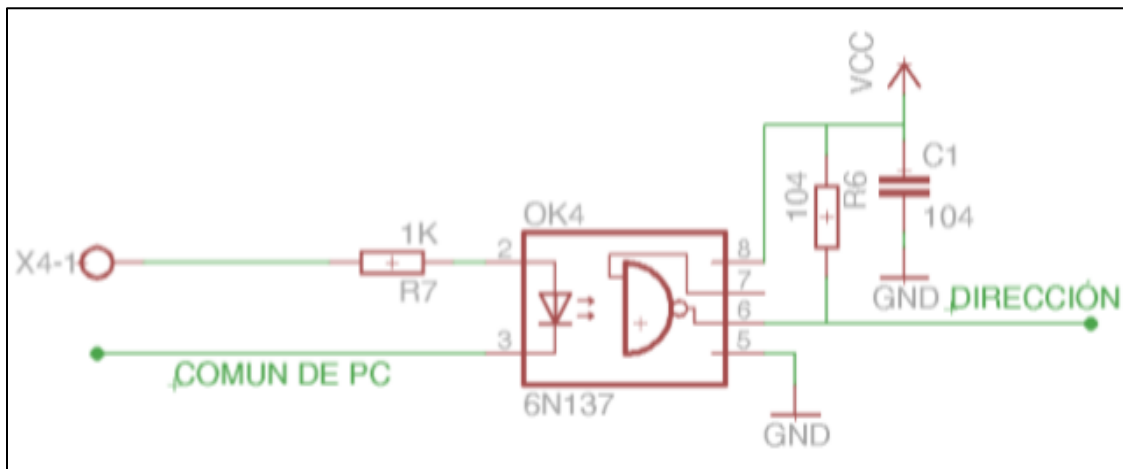 VCC
C1
104
R6
104
OK4
1K
X4-1
R7
2
8
7
6
3
5
GND
DIRECCIÓN
COMUN DE PC
6N137
GND